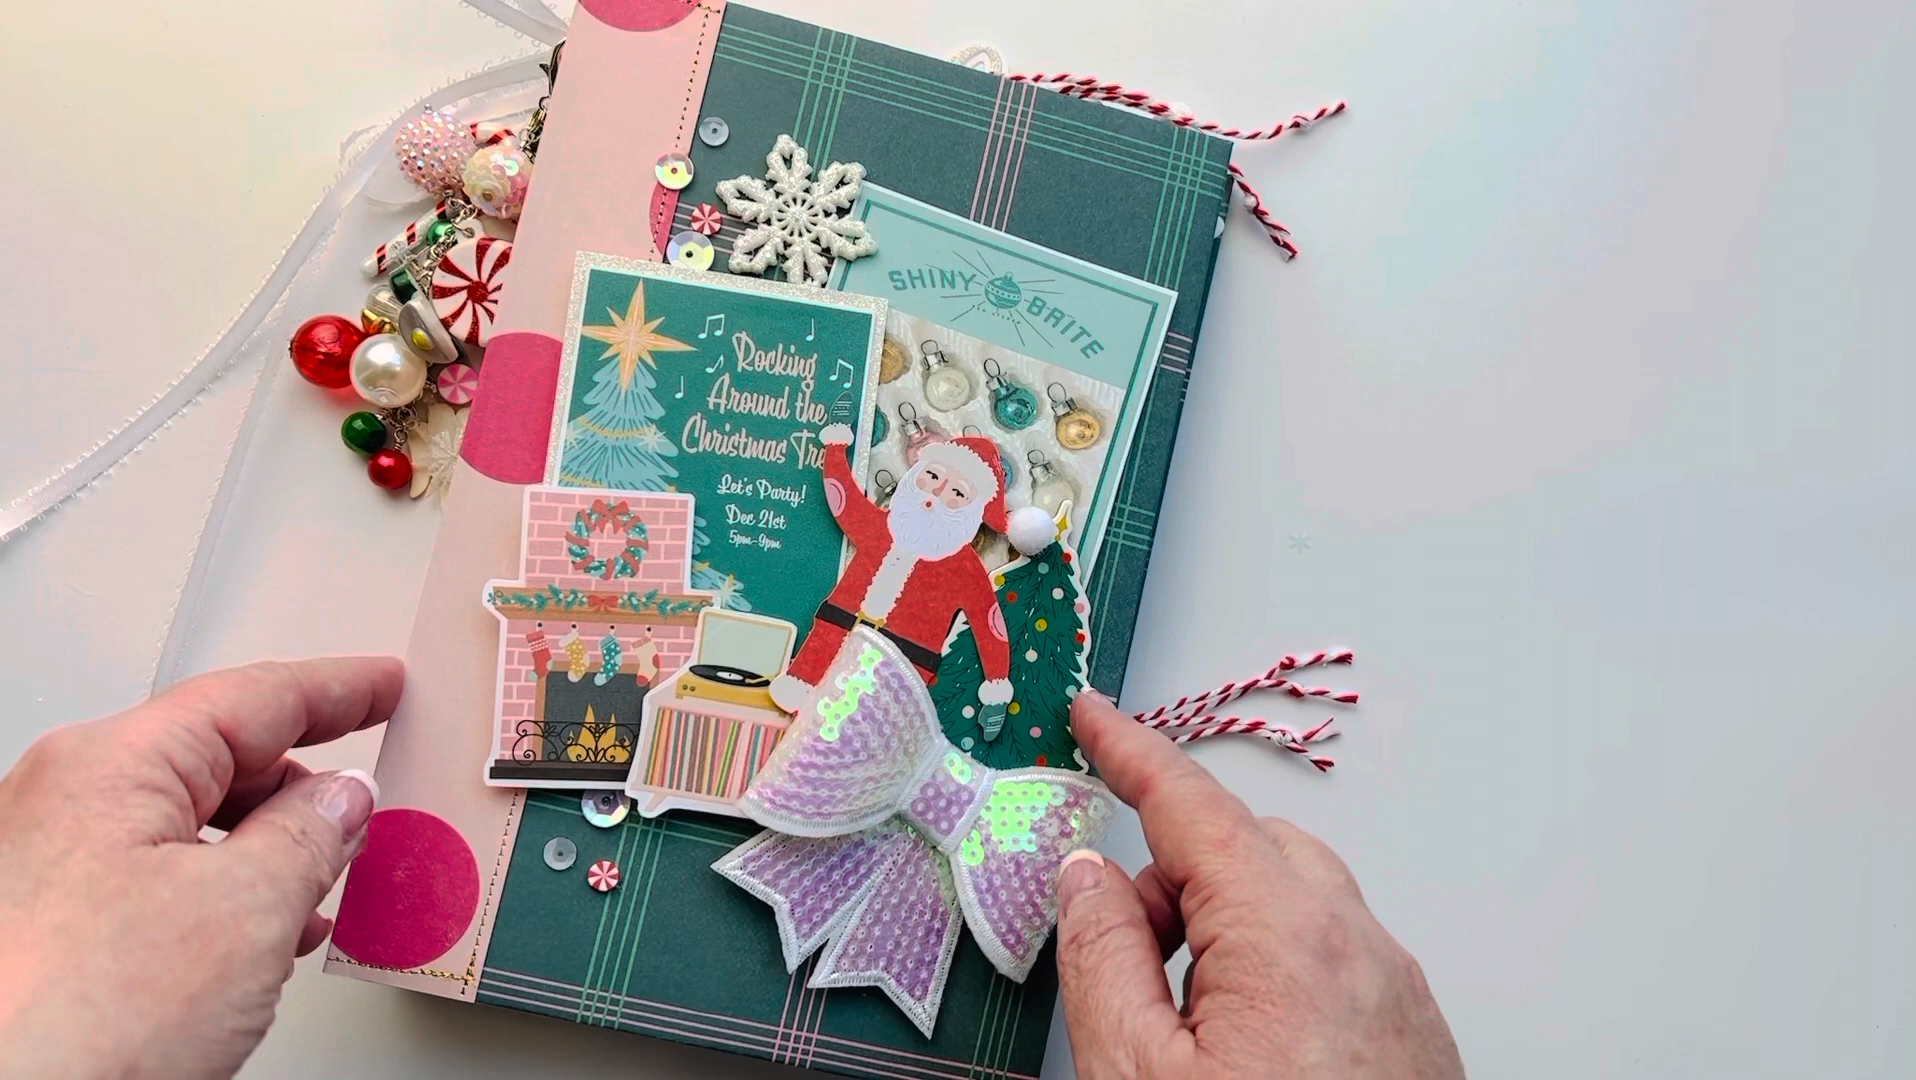 SHINY BRITE
Rocking
Around the
Christmas Tre
Let's Party!
Dec 21st
5pm-9pm